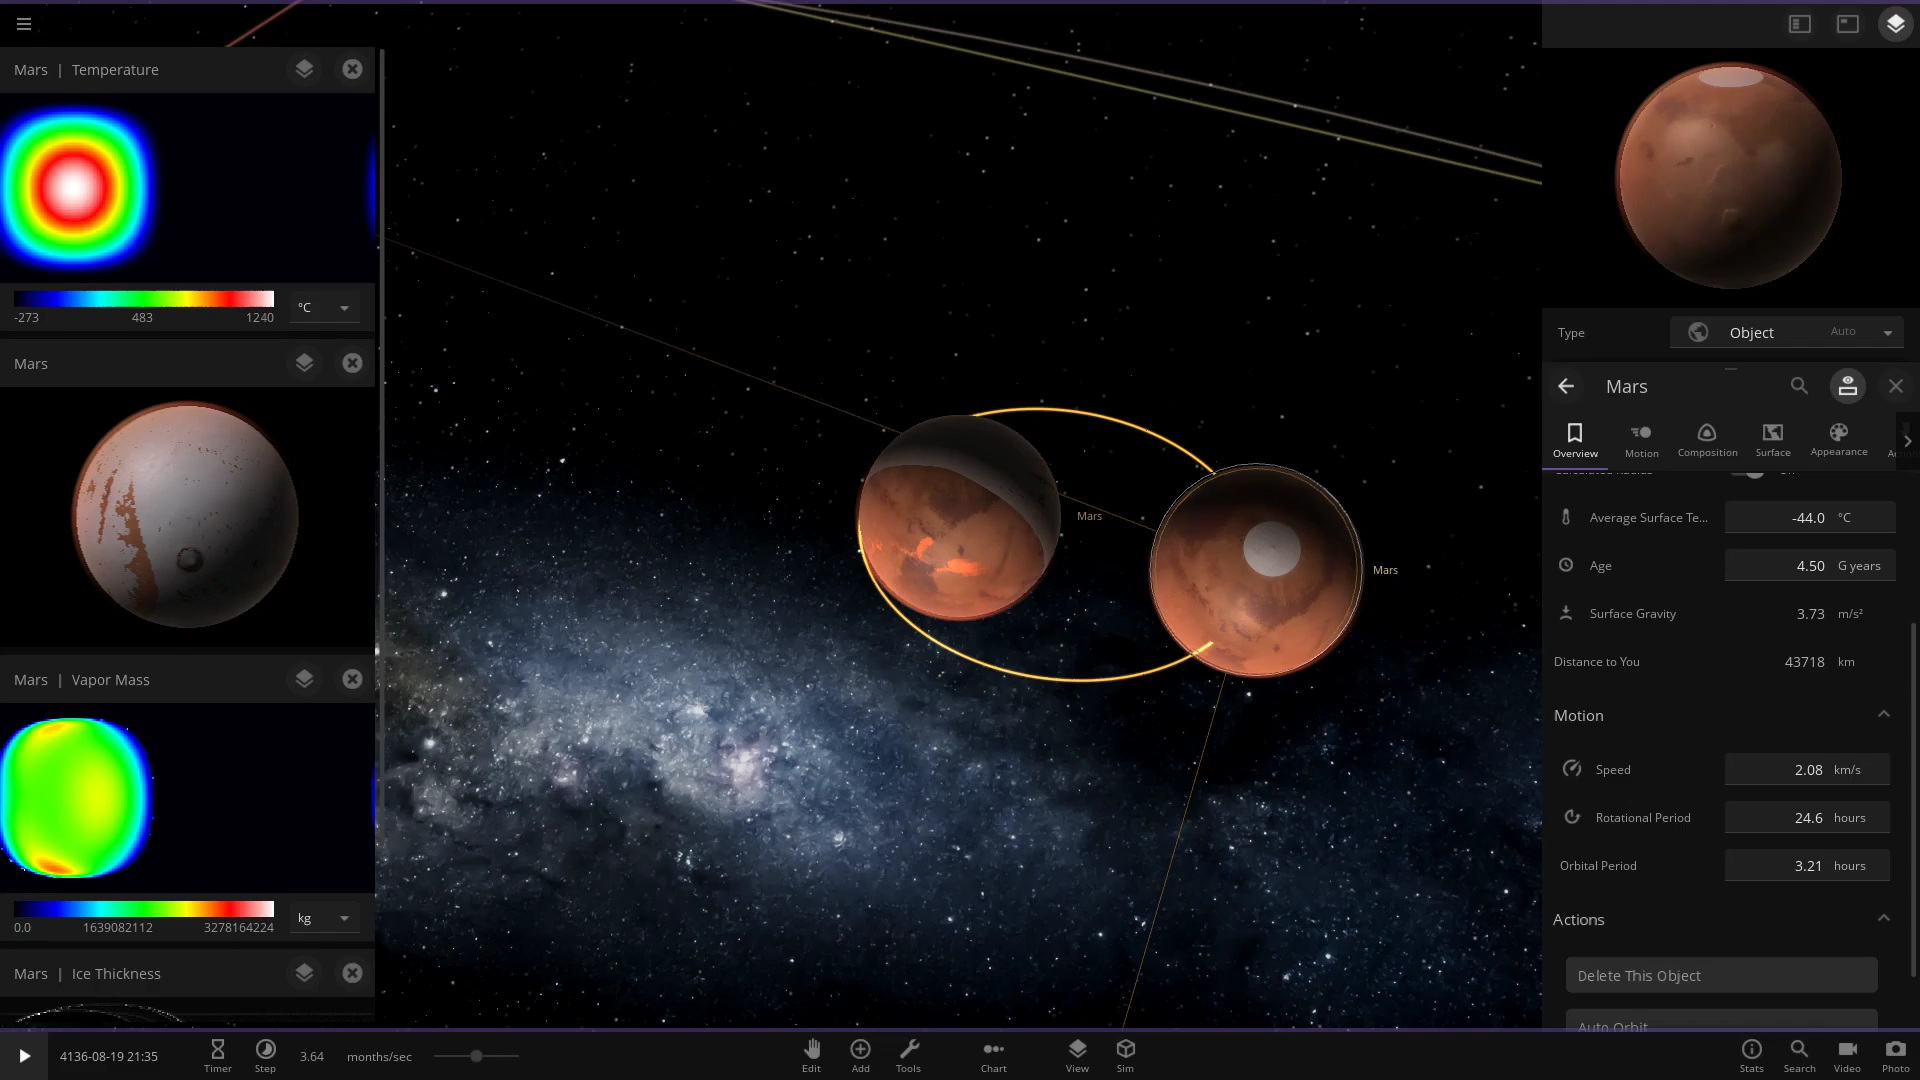 Mars | Temperature
-273 483 1240 °C
Mars
Mars | Vapor Mass
0.0 1639082112 3278164224 kg
Mars | Ice Thickness
Mars
Mars
Type Object Auto
Mars
Overview Motion Composition Surface Appearance
Average Surface Te... -44.0 °C
Age 4.50 G years
Surface Gravity 3.73 m/s²
Distance to You 43718 km
Motion
Speed 2.08 km/s
Rotational Period 24.6 hours
Orbital Period 3.21 hours
Actions
Delete This Object
Auto Orbit
4136-08-19 21:35 Timer Step 3.64 months/sec Edit Add Tools Chart View Sim Stats Search Video Photo